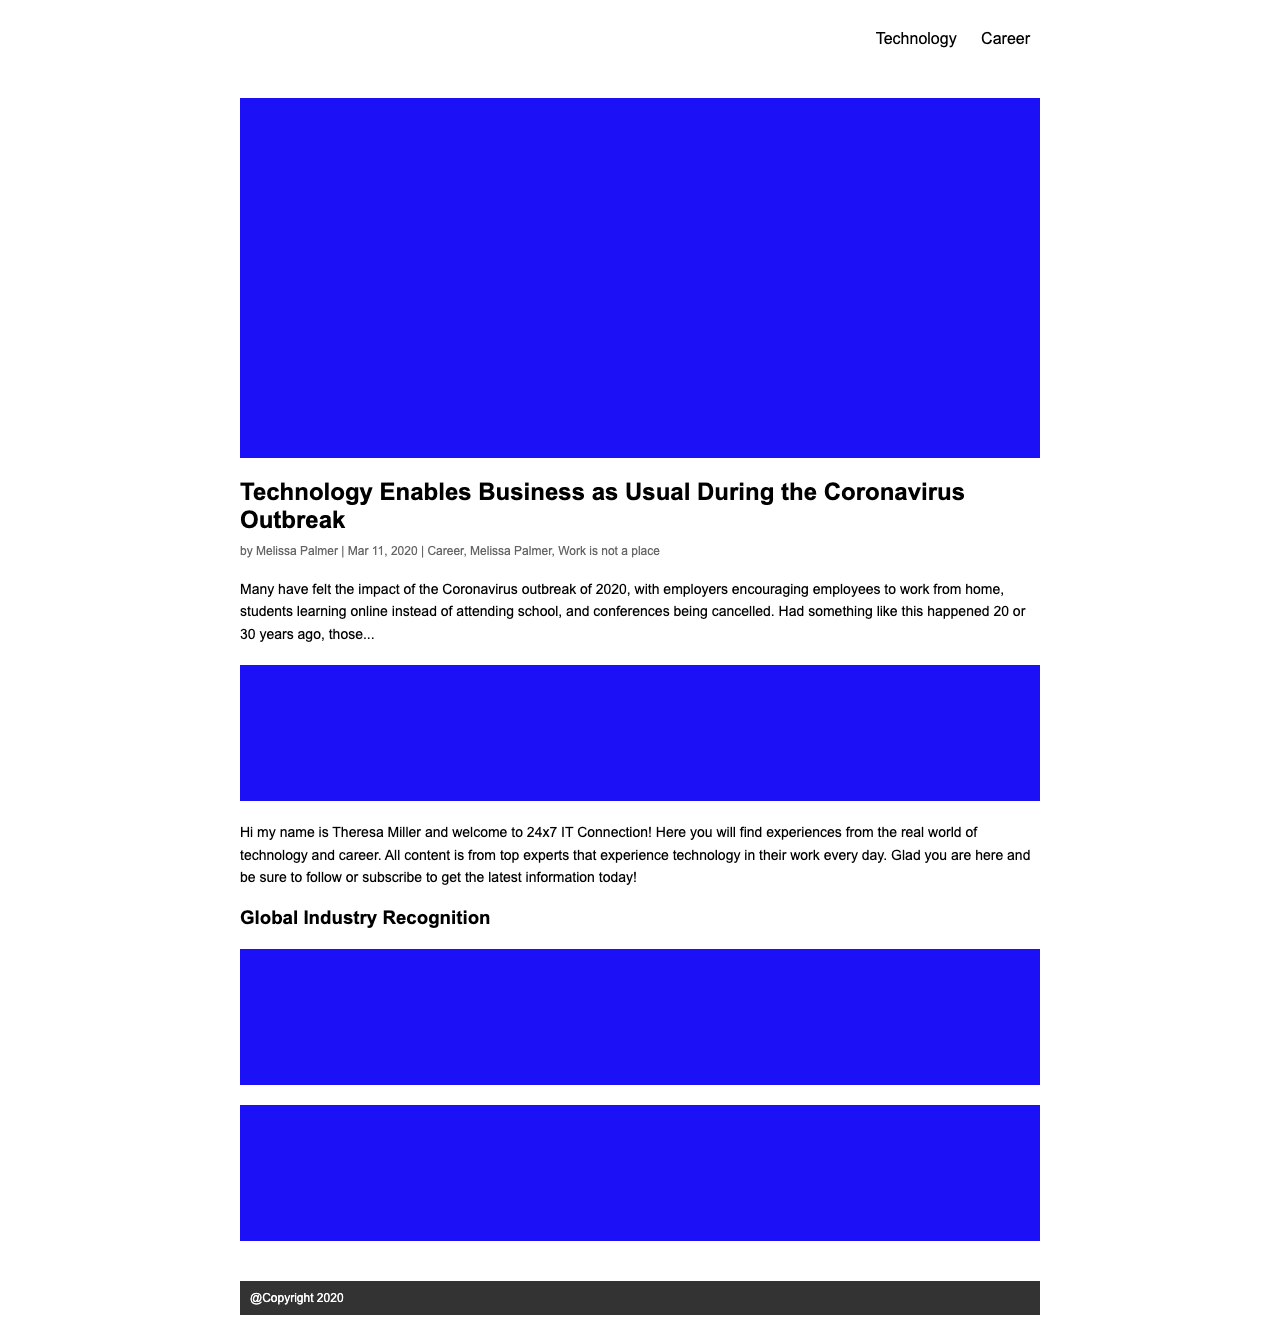 Technology Career
Technology Enables Business as Usual During the Coronavirus
Outbreak
by Melissa Palmer | Mar 11, 2020 | Career, Melissa Palmer, Work is not a place
Many have felt the impact of the Coronavirus outbreak of 2020, with employers encouraging employees to work from home,
students learning online instead of attending school, and conferences being cancelled. Had something like this happened 20 or
30 years ago, those...
Hi my name is Theresa Miller and welcome to 24x7 IT Connection! Here you will find experiences from the real world of
technology and career. All content is from top experts that experience technology in their work every day. Glad you are here and
be sure to follow or subscribe to get the latest information today!
Global Industry Recognition
@Copyright 2020